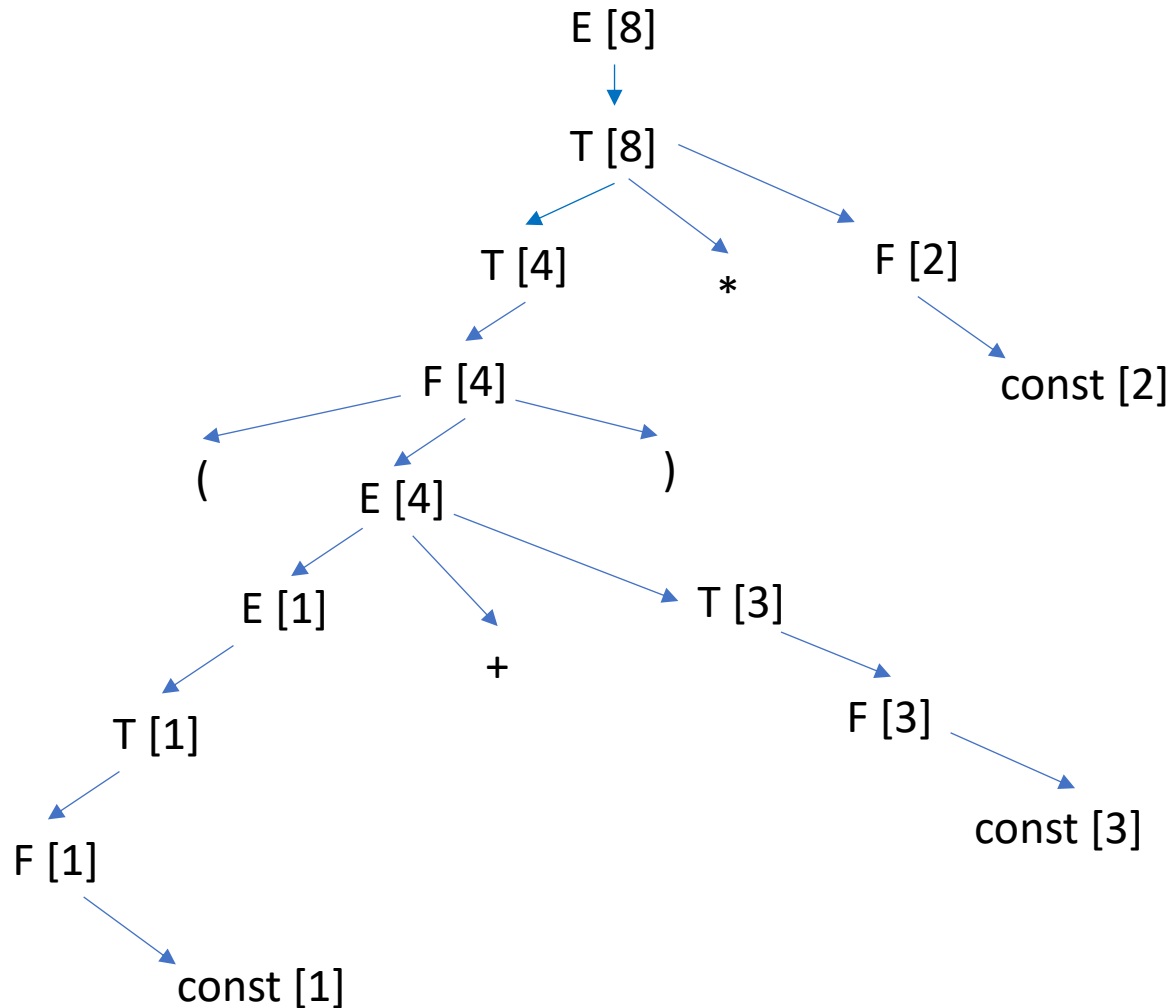 E [8]
T [8]
T [4]
*
F [2]
F [4]
const [2]
(
)
E [4]
E [1]
+
T [3]
T [1]
F [3]
F [1]
const [3]
const [1]